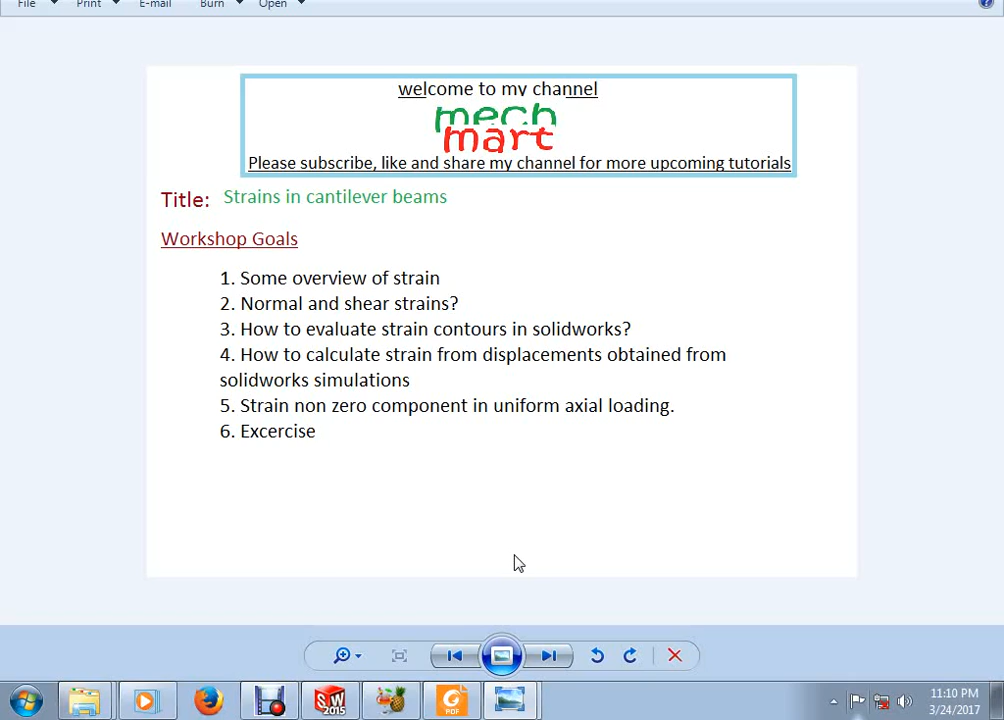 File Print E-mail Burn Open
welcome to my channel
mech
mart
Please subscribe, like and share my channel for more upcoming tutorials
Title: Strains in cantilever beams
Workshop Goals
1. Some overview of strain
2. Normal and shear strains?
3. How to evaluate strain contours in solidworks?
4. How to calculate strain from displacements obtained from
solidworks simulations
5. Strain non zero component in uniform axial loading.
6. Excercise
SW
2015
G
PDF
11:10 PM
3/24/2017